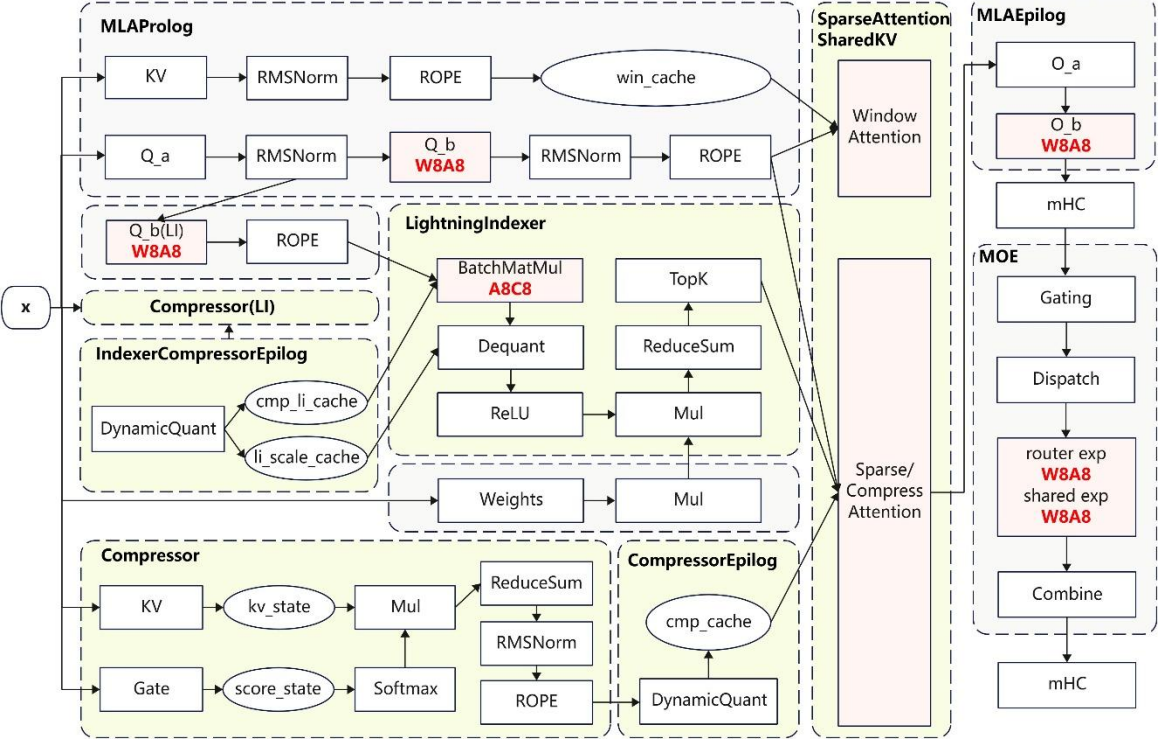 MLAProlog
KV
RMSNorm
ROPE
win_cache
Q_a
RMSNorm
Q_b
W8A8
RMSNorm
ROPE
Q_b(LI)
W8A8
ROPE
x
Compressor(LI)
IndexerCompressorEpilog
DynamicQuant
cmp_li_cache
li_scale_cache
LightningIndexer
BatchMatMul
A8C8
Dequant
ReLU
TopK
ReduceSum
Mul
Weights
Mul
Compressor
KV
kv_state
Mul
Gate
score_state
Softmax
ReduceSum
RMSNorm
ROPE
CompressorEpilog
cmp_cache
DynamicQuant
SparseAttention
SharedKV
Window
Attention
Sparse/
Compress
Attention
MLAEpilog
O_a
O_b
W8A8
mHC
MOE
Gating
Dispatch
router exp
W8A8
shared exp
W8A8
Combine
mHC